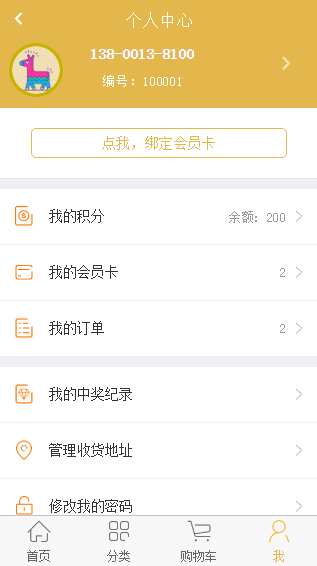 个人中心
138-0013-8100
编号：100001
点我，绑定会员卡
我的积分 余额：200
我的会员卡 2
我的订单 2
我的中奖纪录
管理收货地址
修改我的密码
首页 分类 购物车 我